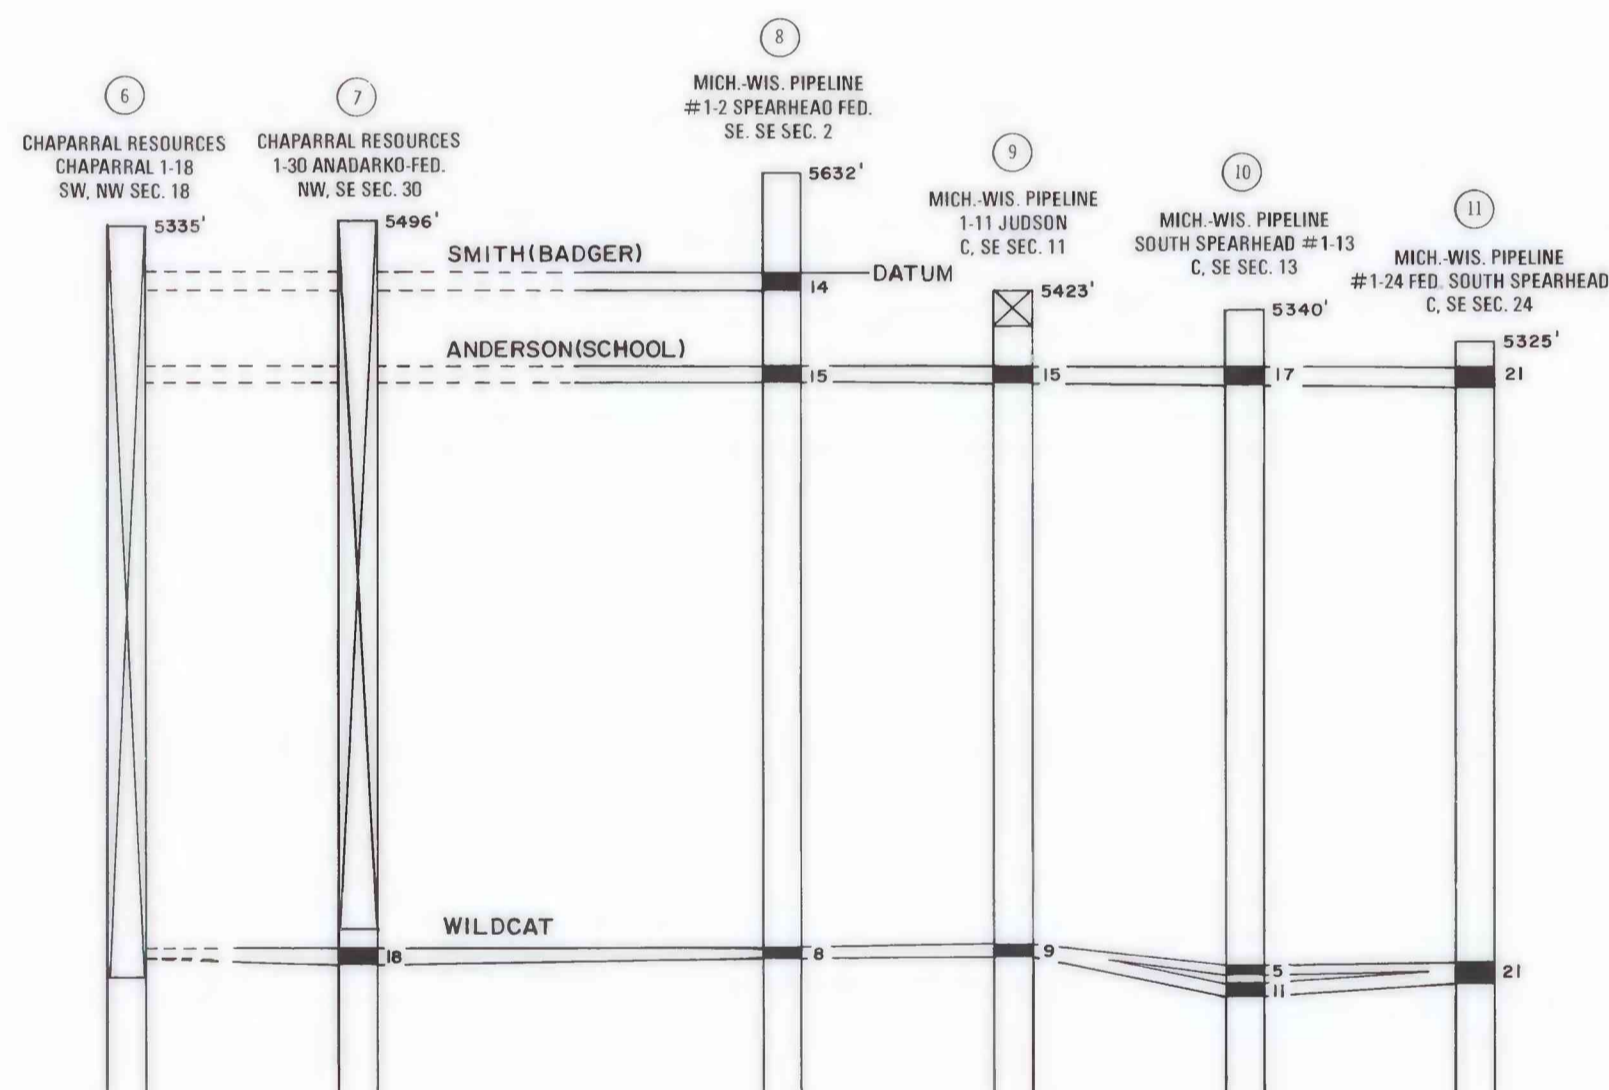 6
CHAPARRAL RESOURCES
CHAPARRAL 1-18
SW, NW SEC. 18
5335'
7
CHAPARRAL RESOURCES
1-30 ANADARKO-FED.
NW, SE SEC. 30
5496'
8
MICH.-WIS. PIPELINE
#1-2 SPEARHEAD FED.
SE. SE SEC. 2
5632'
9
MICH.-WIS. PIPELINE
1-11 JUDSON
C, SE SEC. 11
5423'
10
MICH.-WIS. PIPELINE
SOUTH SPEARHEAD #1-13
C, SE SEC. 13
5340'
11
MICH.-WIS. PIPELINE
#1-24 FED. SOUTH SPEARHEAD
C, SE SEC. 24
5325'
SMITH(BADGER)
14
DATUM
ANDERSON(SCHOOL)
15
15
17
21
WILDCAT
18
8
9
5
11
21